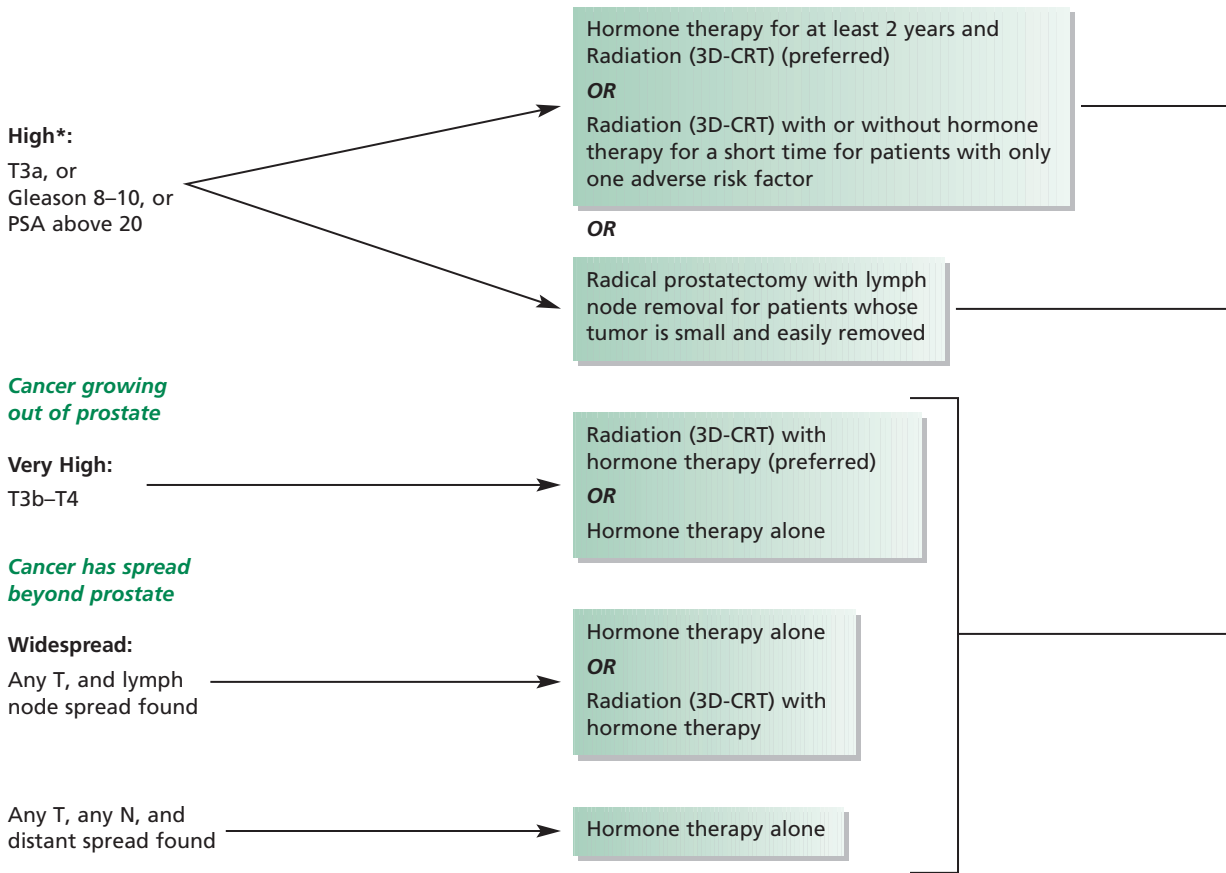 High*:
T3a, or
Gleason 8–10, or
PSA above 20
Hormone therapy for at least 2 years and
Radiation (3D-CRT) (preferred)
OR
Radiation (3D-CRT) with or without hormone
therapy for a short time for patients with only
one adverse risk factor
OR
Radical prostatectomy with lymph
node removal for patients whose
tumor is small and easily removed
Cancer growing
out of prostate
Very High:
T3b–T4
Radiation (3D-CRT) with
hormone therapy (preferred)
OR
Hormone therapy alone
Cancer has spread
beyond prostate
Widespread:
Any T, and lymph
node spread found
Hormone therapy alone
OR
Radiation (3D-CRT) with
hormone therapy
Any T, any N, and
distant spread found
Hormone therapy alone